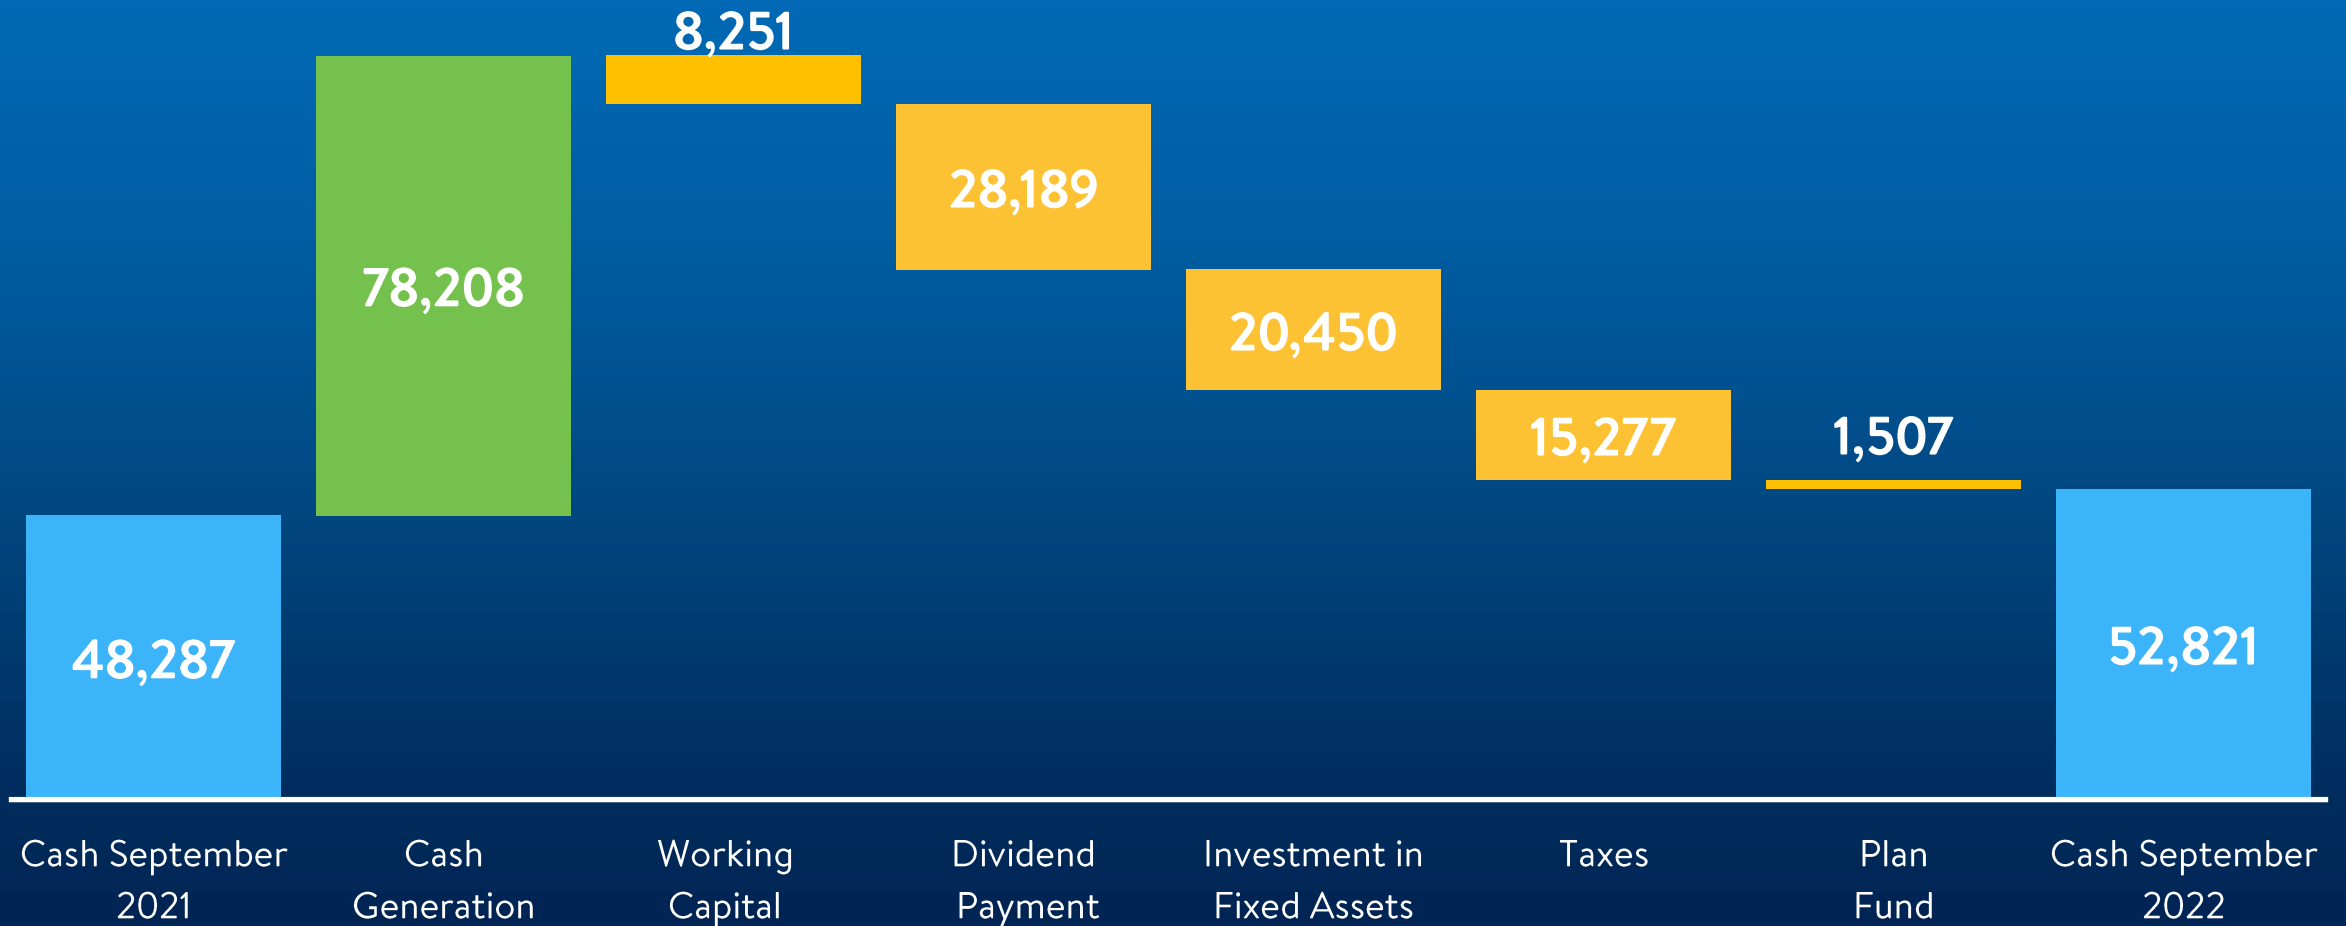 8,251
28,189
78,208
20,450
15,277
1,507
48,287
52,821
Cash September
2021
Cash
Generation
Working
Capital
Dividend
Payment
Investment in
Fixed Assets
Taxes
Plan
Fund
Cash September
2022